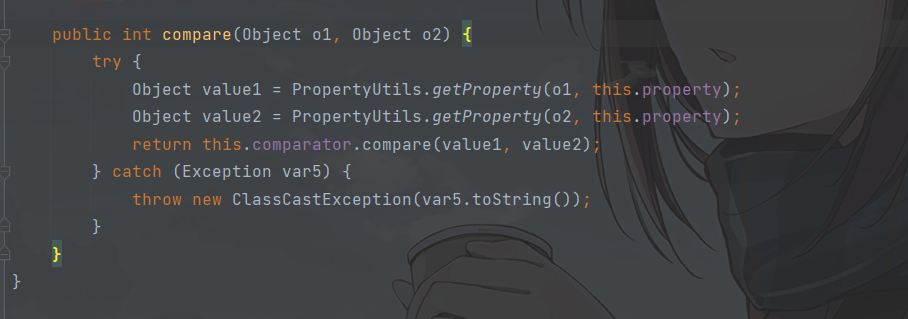 public int compare(Object o1, Object o2) {
try {
Object value1 = PropertyUtils.getProperty(o1, this.property);
Object value2 = PropertyUtils.getProperty(o2, this.property);
return this.comparator.compare(value1, value2);
} catch (Exception var5) {
throw new ClassCastException(var5.toString());
}
}
}